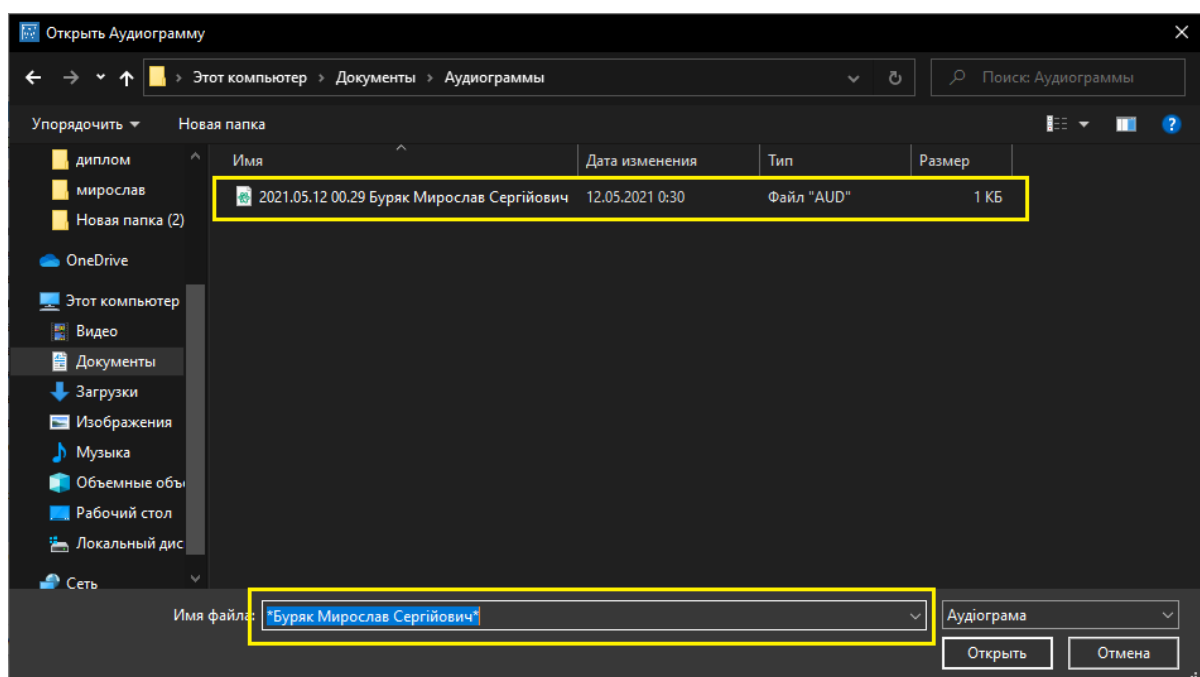 Открыть Аудиограмму
Этот компьютер › Документы › Аудиограммы
Поиск: Аудиограммы
Упорядочить Новая папка
диплом
мирослав
Новая папка (2)
OneDrive
Этот компьютер
Видео
Документы
Загрузки
Изображения
Музыка
Объемные объ
Рабочий стол
Локальный дис
Сеть
Имя Дата изменения Тип Размер
2021.05.12 00.29 Буряк Мирослав Сергійович 12.05.2021 0:30 Файл "AUD" 1 КБ
Имя файла: *Буряк Мирослав Сергійович* Аудіограма
Открыть Отмена